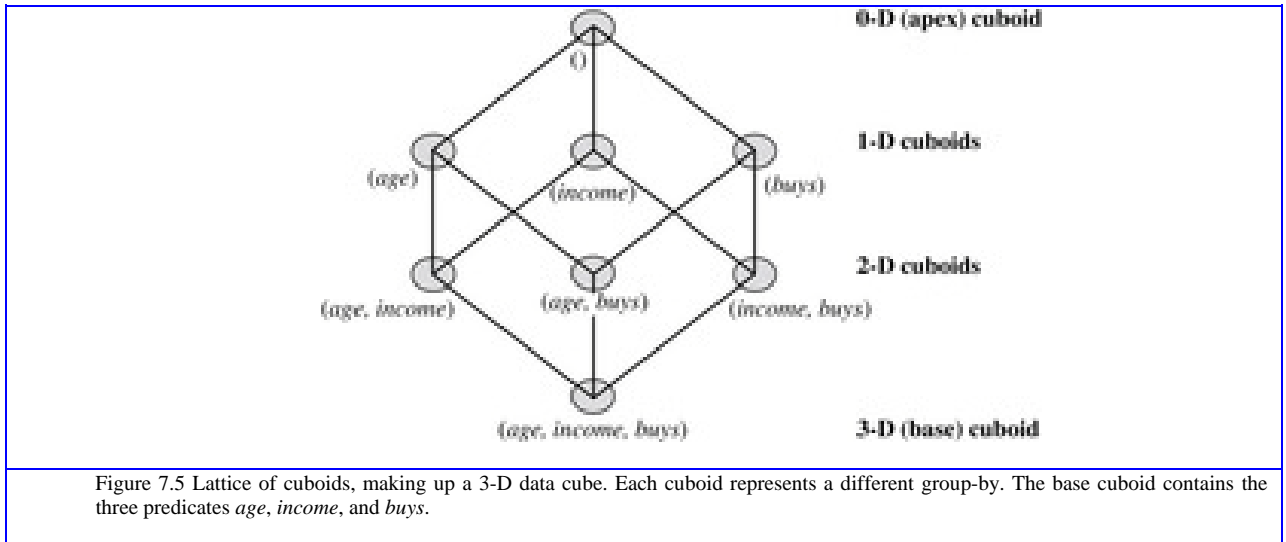 0-D (apex) cuboid
()
1-D cuboids
(age)
(income)
(buys)
2-D cuboids
(age, income)
(age, buys)
(income, buys)
(age, income, buys)
3-D (base) cuboid
Figure 7.5 Lattice of cuboids, making up a 3-D data cube. Each cuboid represents a different group-by. The base cuboid contains the
three predicates age, income, and buys.